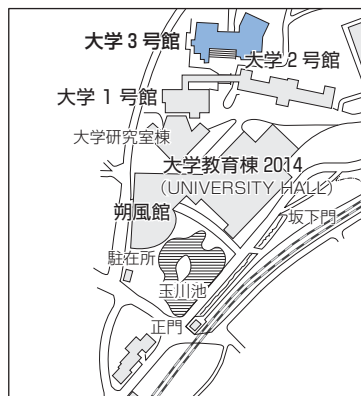 大学3号館
大学2号館
大学1号館
大学研究室棟
大学教育棟 2014
（UNIVERSITY HALL）
朔風館
坂下門
駐在所
玉川池
正門